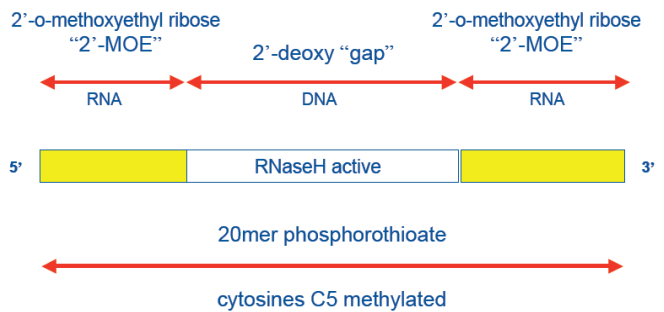 2’-o-methoxyethyl ribose
“2’-MOE”
2’-deoxy “gap”
2’-o-methoxyethyl ribose
“2’-MOE”
RNA
DNA
RNA
5’
RNaseH active
3’
20mer phosphorothioate
cytosines C5 methylated